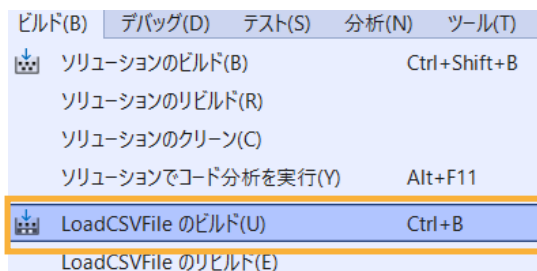 ビルド(B) デバッグ(D) テスト(S) 分析(N) ツール(T)
ソリューションのビルド(B) Ctrl+Shift+B
ソリューションのリビルド(R)
ソリューションのクリーン(C)
ソリューションでコード分析を実行(Y) Alt+F11
LoadCSVFile のビルド(U) Ctrl+B
LoadCSVFile のリビルド(E)